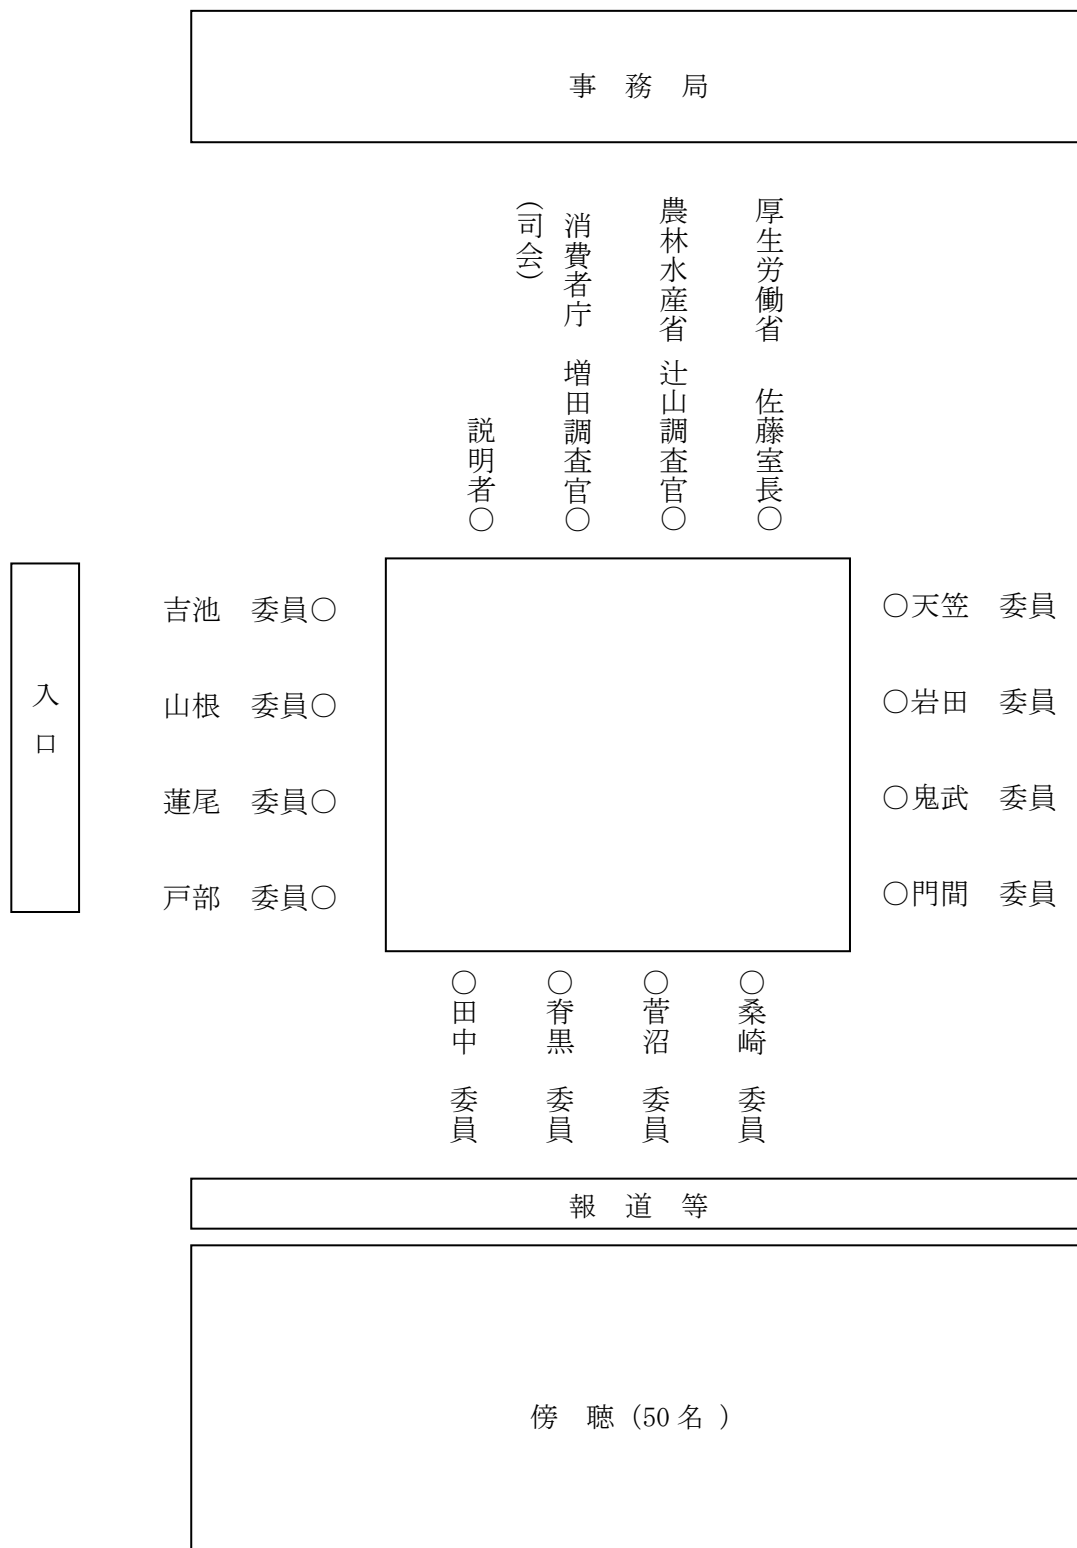 事　務　局
厚生労働省　佐藤室長○
農林水産省　辻山調査官○
消費者庁　増田調査官○
（司会）
説明者○
入口
吉池　委員○
山根　委員○
蓮尾　委員○
戸部　委員○
○天笠　委員
○岩田　委員
○鬼武　委員
○門間　委員
○桑崎　委員
○菅沼　委員
○脊黒　委員
○田中　委員
報　道　等
傍　聴（50 名 ）